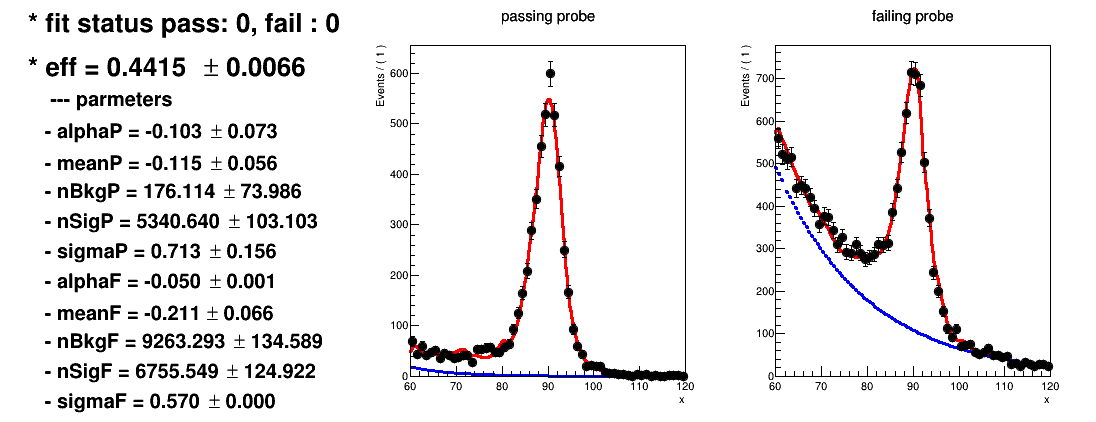 * fit status pass: 0, fail : 0
* eff = 0.4415 ± 0.0066
--- parmeters
- alphaP = -0.103 ± 0.073
- meanP = -0.115 ± 0.056
- nBkgP = 176.114 ± 73.986
- nSigP = 5340.640 ± 103.103
- sigmaP = 0.713 ± 0.156
- alphaF = -0.050 ± 0.001
- meanF = -0.211 ± 0.066
- nBkgF = 9263.293 ± 134.589
- nSigF = 6755.549 ± 124.922
- sigmaF = 0.570 ± 0.000
passing probe
Events / ( 1 )
600
500
400
300
200
100
0
60 70 80 90 100 110 120
x
failing probe
Events / ( 1 )
700
600
500
400
300
200
100
0
60 70 80 90 100 110 120
x